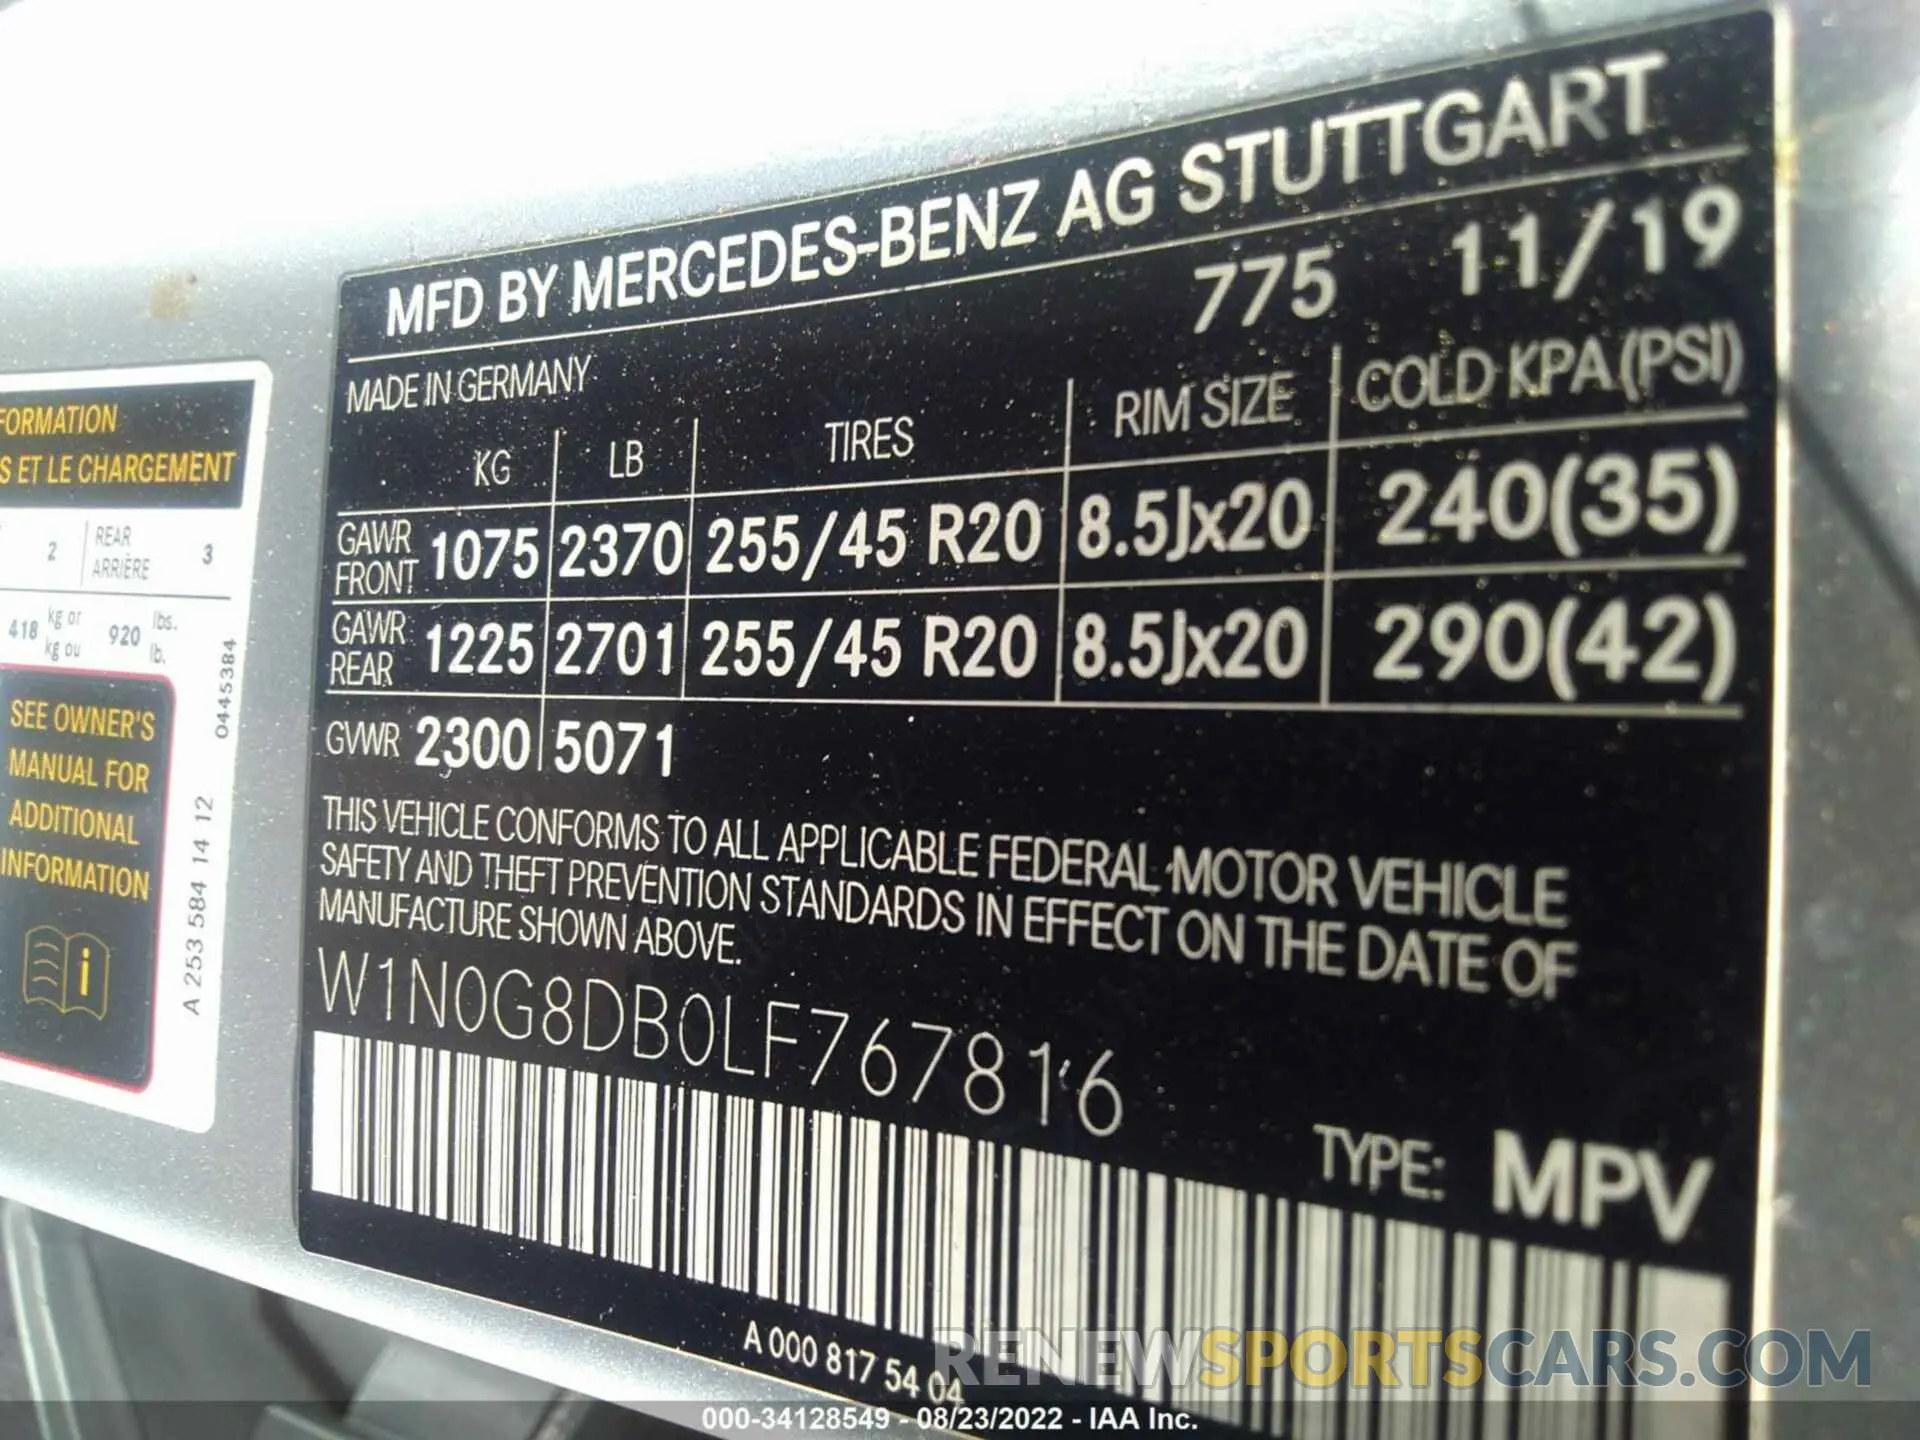 MFD BY MERCEDES-BENZ AG STUTTGART
775 11/19
MADE IN GERMANY
KG LB TIRES RIM SIZE COLD KPA (PSI)
GAWR FRONT 1075 2370 255/45 R20 8.5Jx20 240(35)
GAWR REAR 1225 2701 255/45 R20 8.5Jx20 290(42)
GVWR 2300 5071
THIS VEHICLE CONFORMS TO ALL APPLICABLE FEDERAL MOTOR VEHICLE
SAFETY AND THEFT PREVENTION STANDARDS IN EFFECT ON THE DATE OF
MANUFACTURE SHOWN ABOVE.
W1N0G8DB0LF767816
TYPE: MPV
A 000 817 54 04
FORMATION
S ET LE CHARGEMENT
2 REAR ARRIÈRE 3
418 kg or kg ou 920 lbs. lb.
SEE OWNER'S
MANUAL FOR
ADDITIONAL
INFORMATION
i
0445384
A 253 584 14 12
RENEWSPORTSCARS.COM
000-34128549 - 08/23/2022 - IAA Inc.